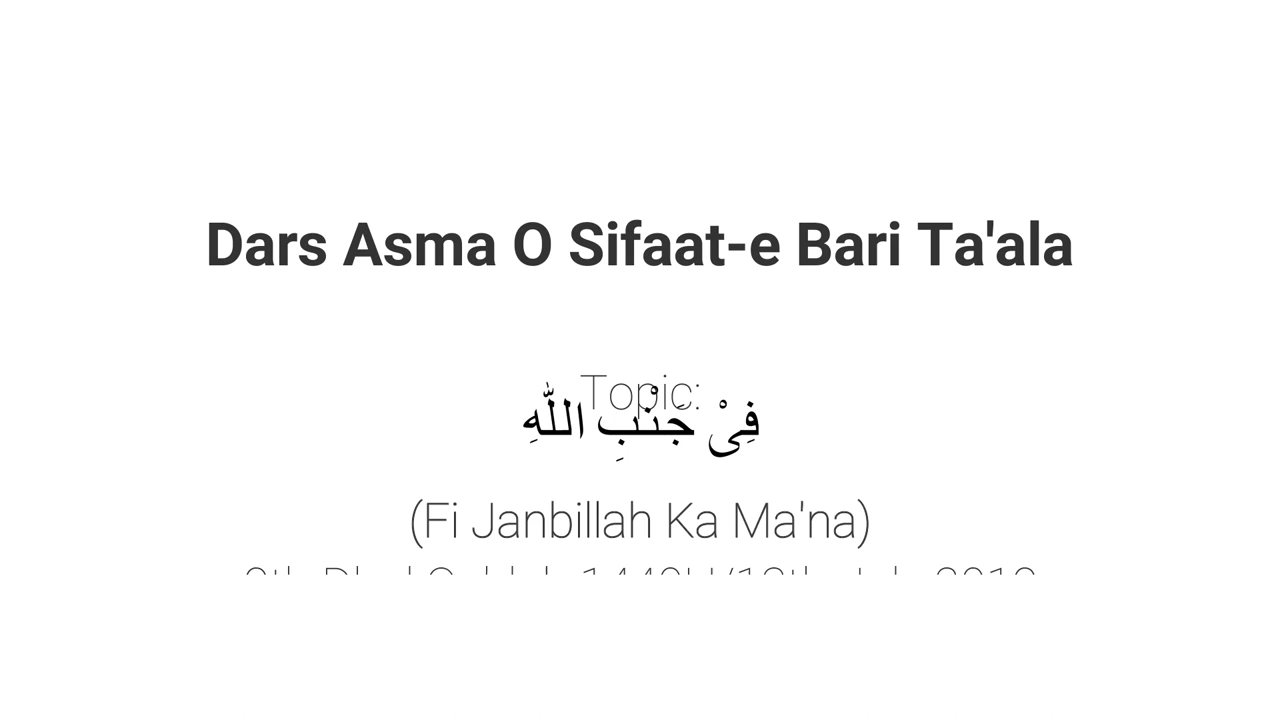 Dars Asma O Sifaat-e Bari Ta'ala
Topic:
فِىْ جَنْبِ اللّٰهِ
(Fi Janbillah Ka Ma'na)